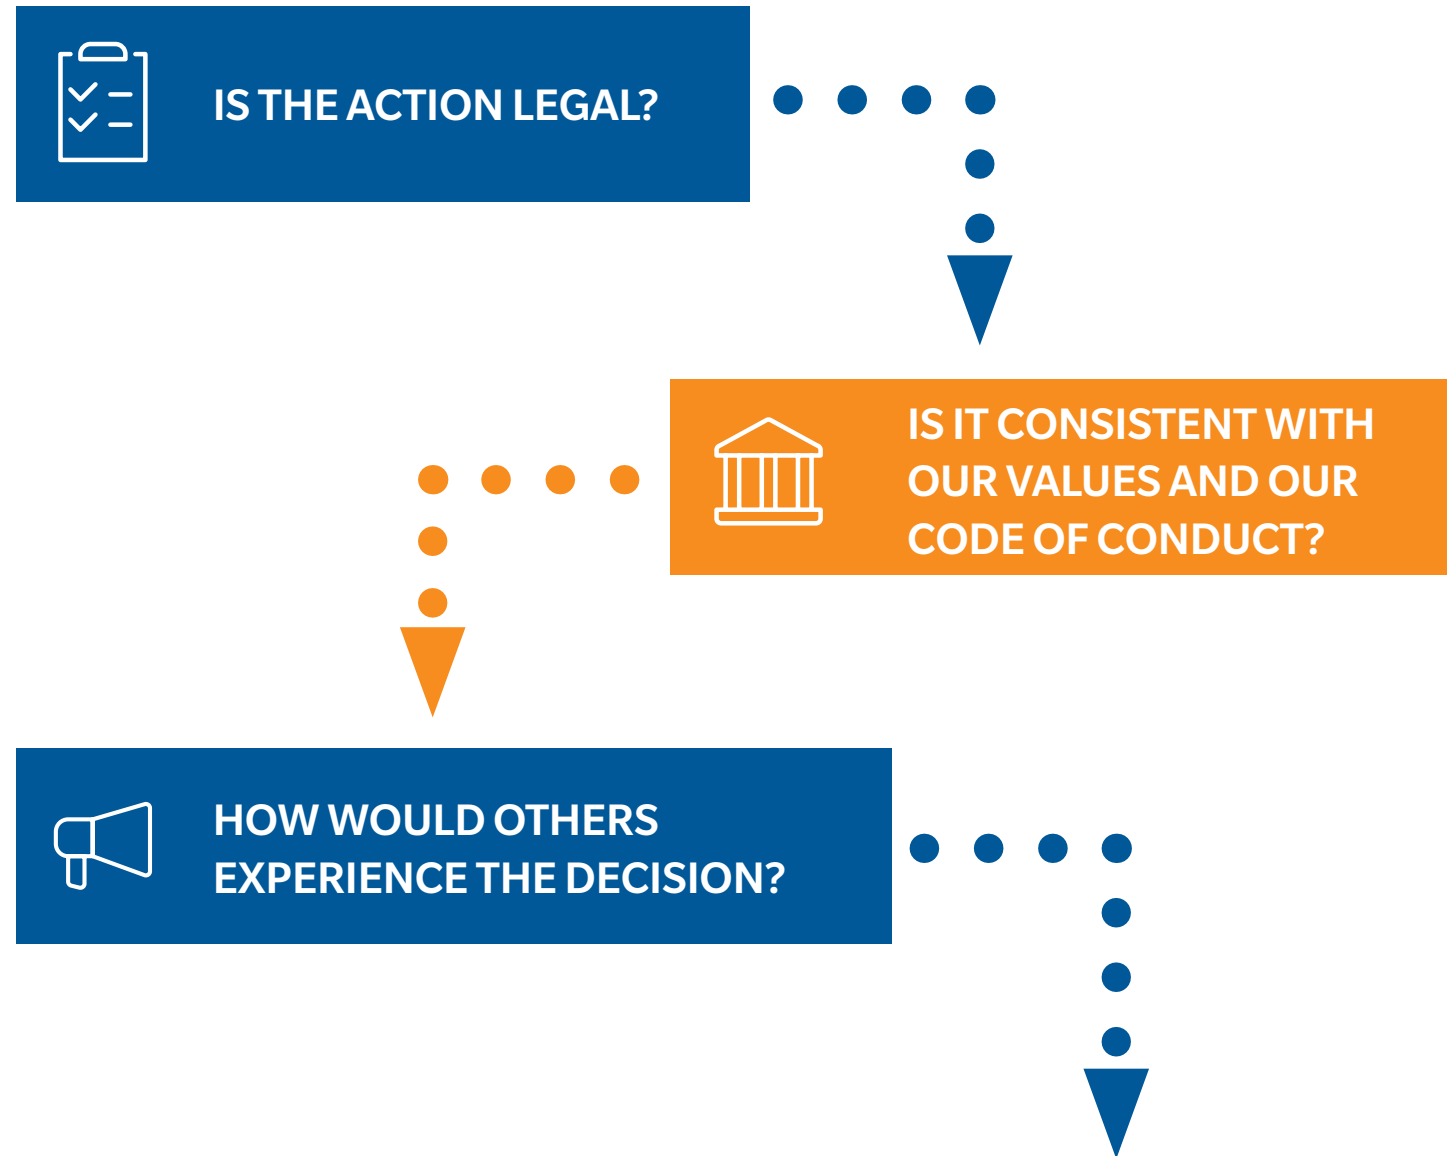 IS THE ACTION LEGAL?
IS IT CONSISTENT WITH
OUR VALUES AND OUR
CODE OF CONDUCT?
HOW WOULD OTHERS
EXPERIENCE THE DECISION?